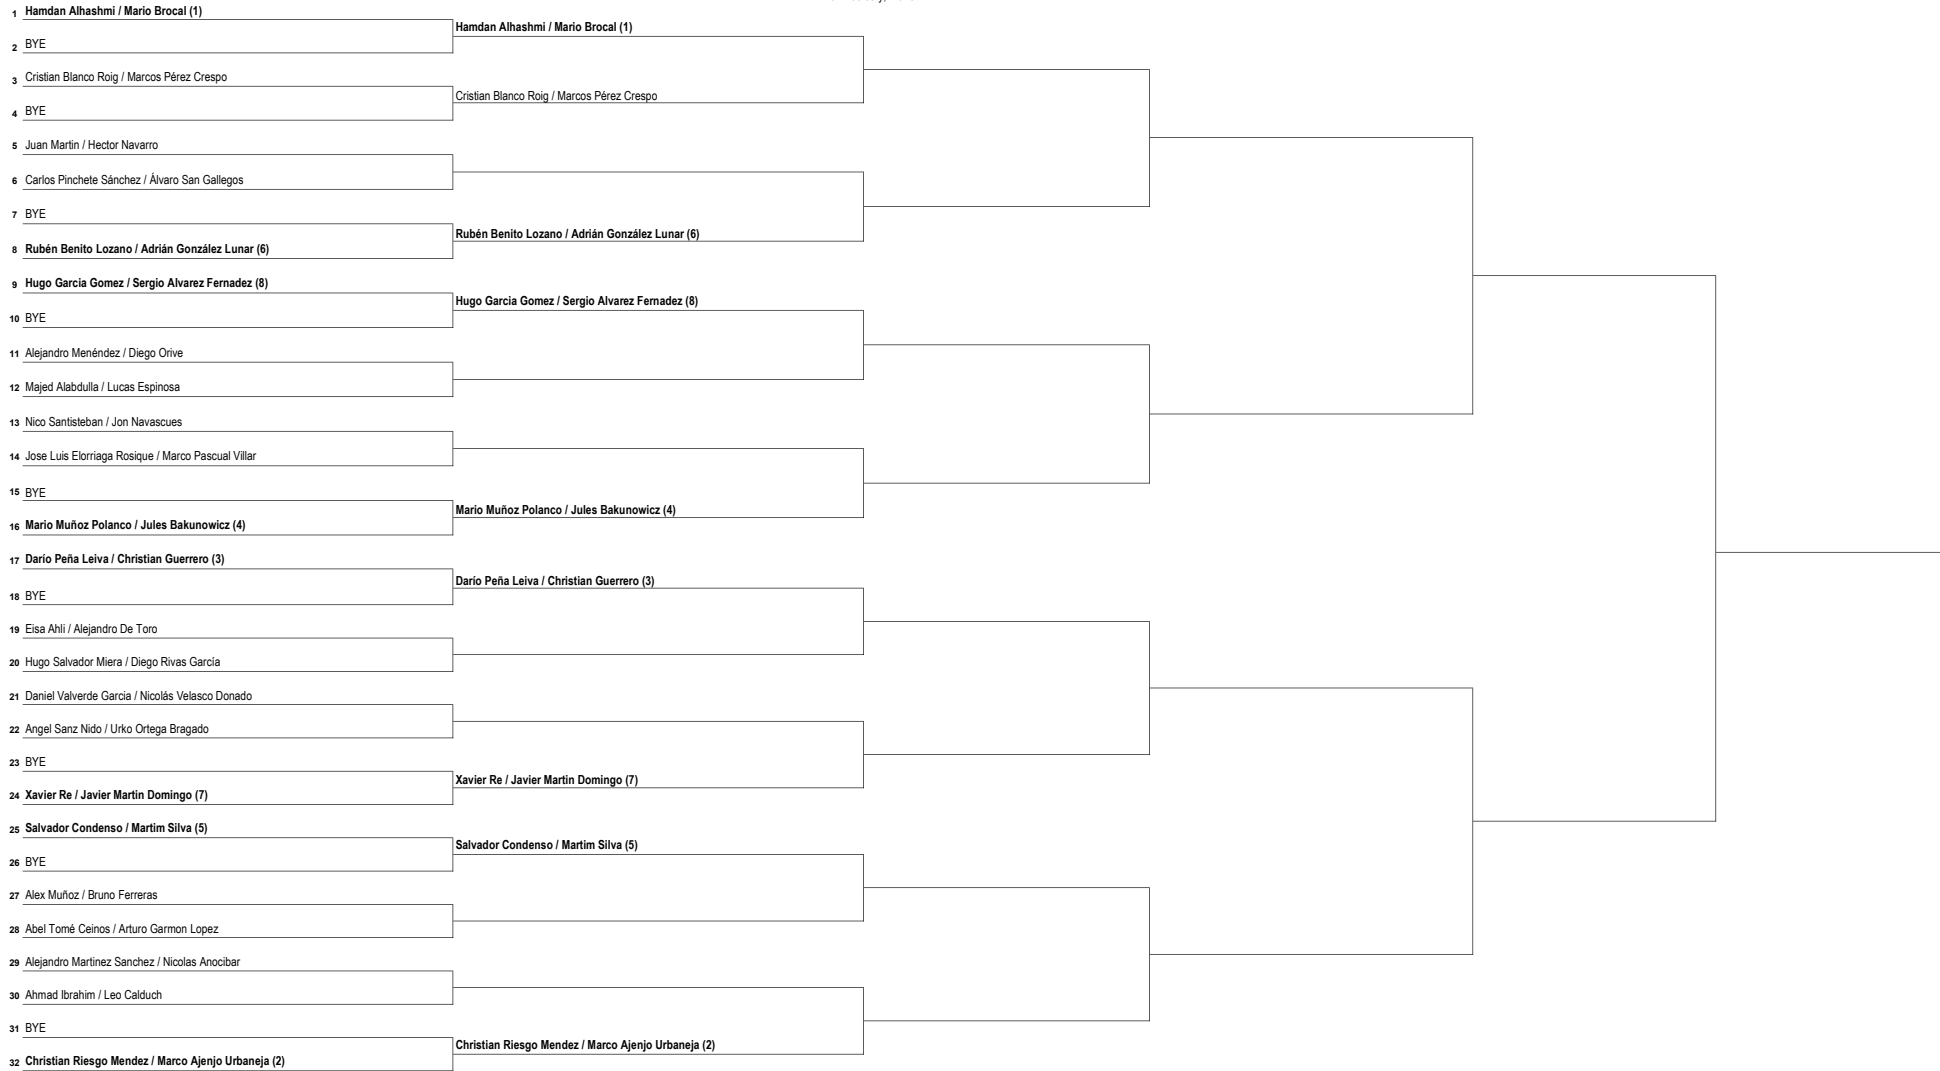 1 Hamdan Alhashmi / Mario Brocal (1)
Hamdan Alhashmi / Mario Brocal (1)
2 BYE
3 Cristian Blanco Roig / Marcos Pérez Crespo
Cristian Blanco Roig / Marcos Pérez Crespo
4 BYE
5 Juan Martin / Hector Navarro
6 Carlos Pinchete Sánchez / Álvaro San Gallegos
7 BYE
Rubén Benito Lozano / Adrián González Lunar (6)
8 Rubén Benito Lozano / Adrián González Lunar (6)
9 Hugo Garcia Gomez / Sergio Alvarez Fernadez (8)
Hugo Garcia Gomez / Sergio Alvarez Fernadez (8)
10 BYE
11 Alejandro Menéndez / Diego Orive
12 Majed Alabdulla / Lucas Espinosa
13 Nico Santisteban / Jon Navascues
14 Jose Luis Elorriaga Rosique / Marco Pascual Villar
15 BYE
Mario Muñoz Polanco / Jules Bakunowicz (4)
16 Mario Muñoz Polanco / Jules Bakunowicz (4)
17 Darío Peña Leiva / Christian Guerrero (3)
Darío Peña Leiva / Christian Guerrero (3)
18 BYE
19 Eisa Ahli / Alejandro De Toro
20 Hugo Salvador Miera / Diego Rivas García
21 Daniel Valverde Garcia / Nicolás Velasco Donado
22 Angel Sanz Nido / Urko Ortega Bragado
23 BYE
Xavier Re / Javier Martin Domingo (7)
24 Xavier Re / Javier Martin Domingo (7)
25 Salvador Condenso / Martim Silva (5)
Salvador Condenso / Martim Silva (5)
26 BYE
27 Alex Muñoz / Bruno Ferreras
28 Abel Tomé Ceinos / Arturo Garmon Lopez
29 Alejandro Martinez Sanchez / Nicolas Anocibar
30 Ahmad Ibrahim / Leo Calduch
31 BYE
Christian Riesgo Mendez / Marco Ajenjo Urbaneja (2)
32 Christian Riesgo Mendez / Marco Ajenjo Urbaneja (2)